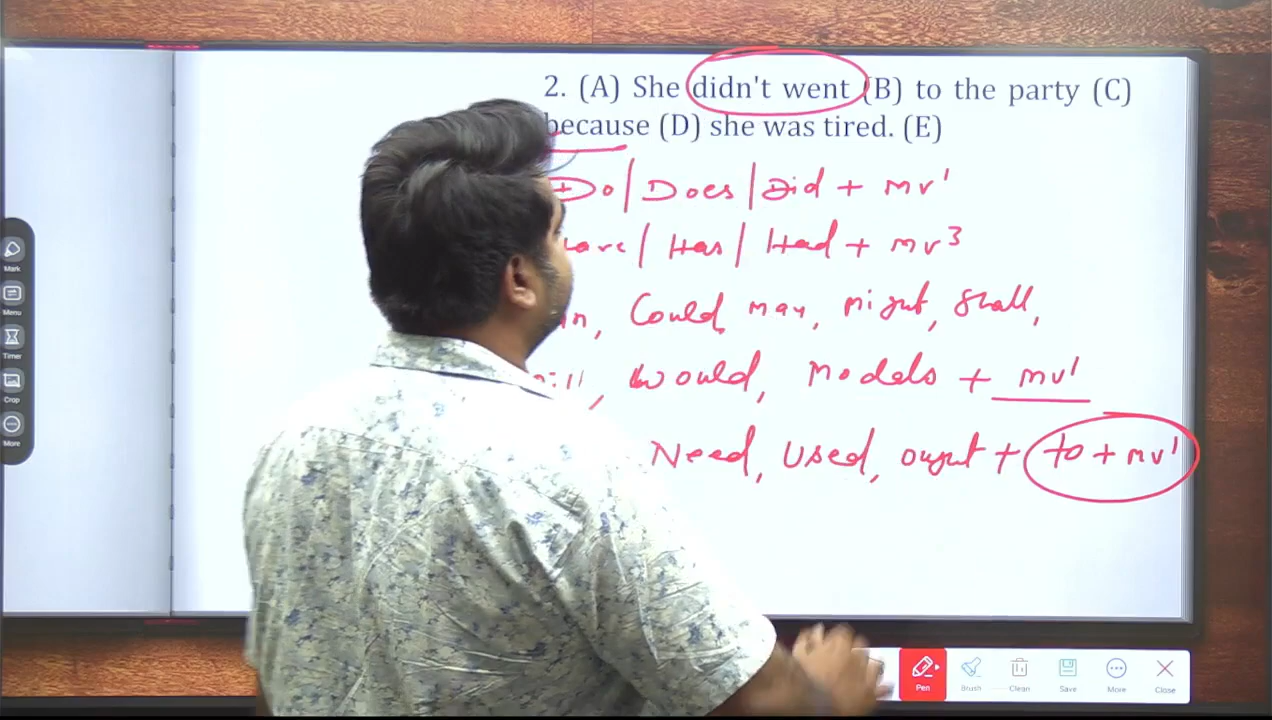 2. (A) She didn't went (B) to the party (C)
because (D) she was tired. (E)
Do | Does | Did + mv1
| Has | Had + mv3
Could may, might, shall,
would, models + mv1
Need, used, ought + to + mv1
Mark
Menu
Timer
Crop
More
Pen
Brush
Clean
Save
More
Close